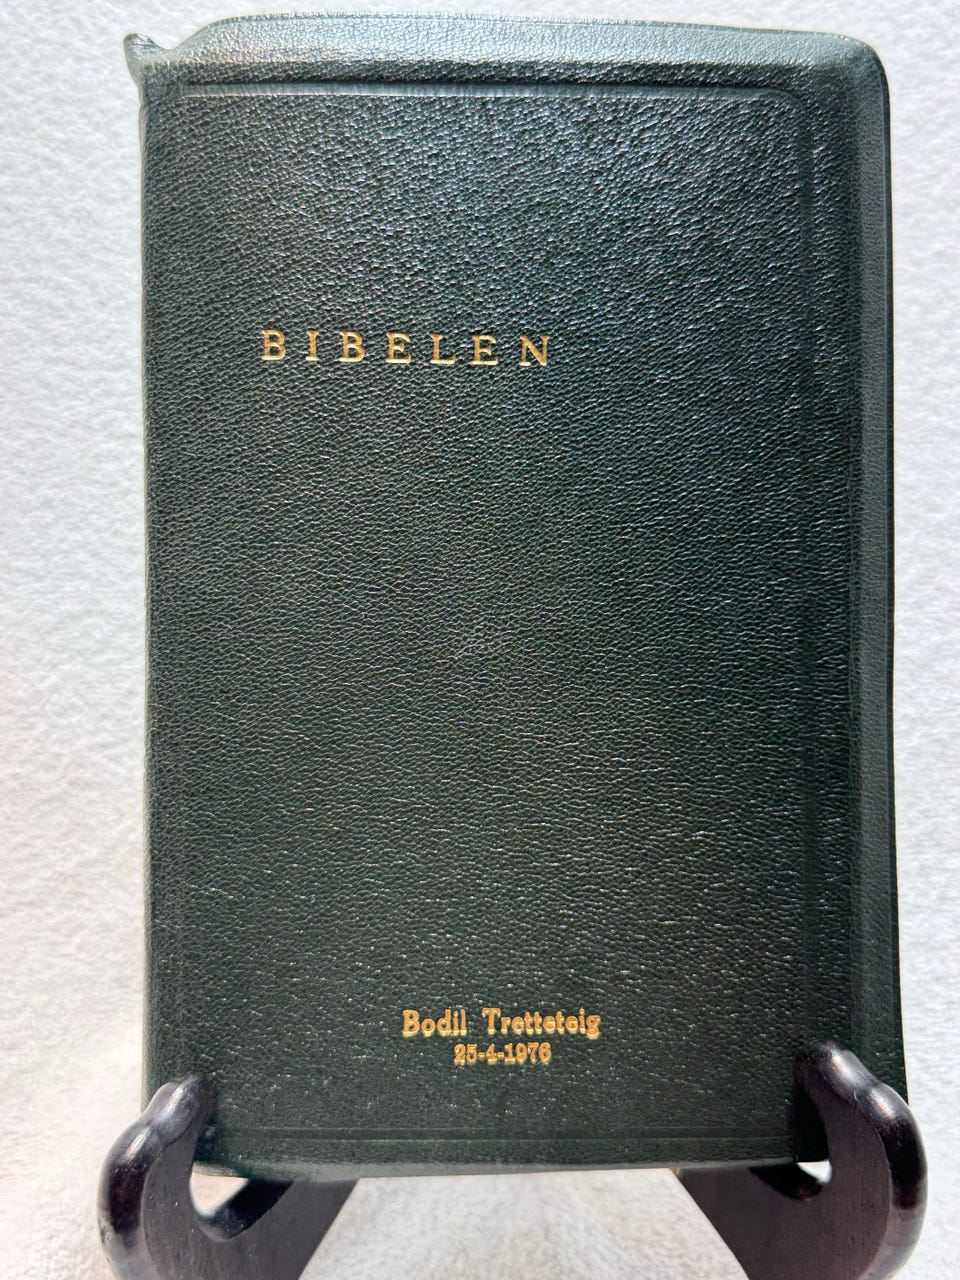 BIBELEN
Bodil Tretteteig
25-4-1976